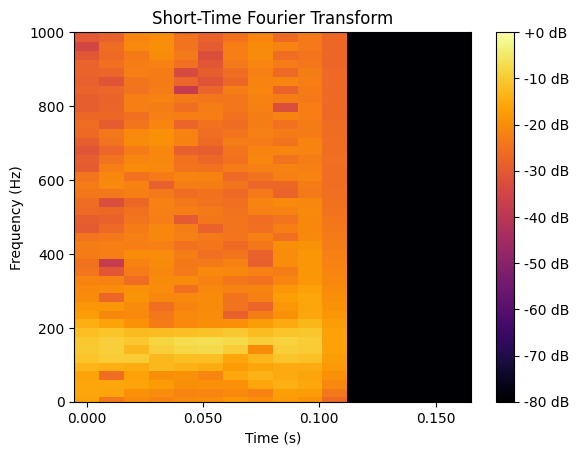 Short-Time Fourier Transform
1000
800
600
400
200
0
Frequency (Hz)
0.000
0.050
0.100
0.150
Time (s)
+0 dB
-10 dB
-20 dB
-30 dB
-40 dB
-50 dB
-60 dB
-70 dB
-80 dB